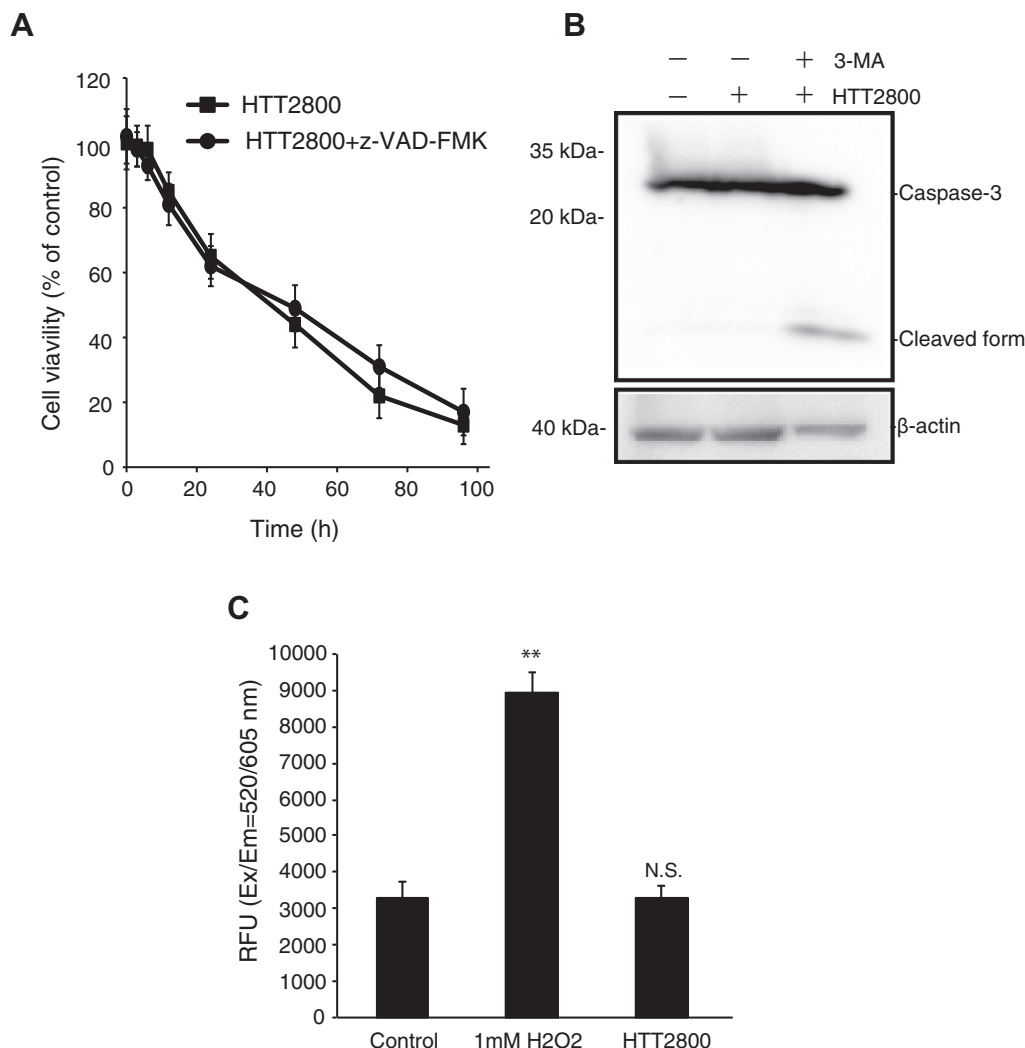 A
120
100
80
60
40
20
0
Cell viavility (% of control)
HTT2800
HTT2800+z-VAD-FMK
0 20 40 60 80 100
Time (h)
B
− − + 3-MA
− + + HTT2800
35 kDa-
20 kDa-
-Caspase-3
-Cleaved form
40 kDa-
-β-actin
C
10000
9000
8000
7000
6000
5000
4000
3000
2000
1000
0
RFU (Ex/Em=520/605 nm)
**
N.S.
Control 1mM H2O2 HTT2800